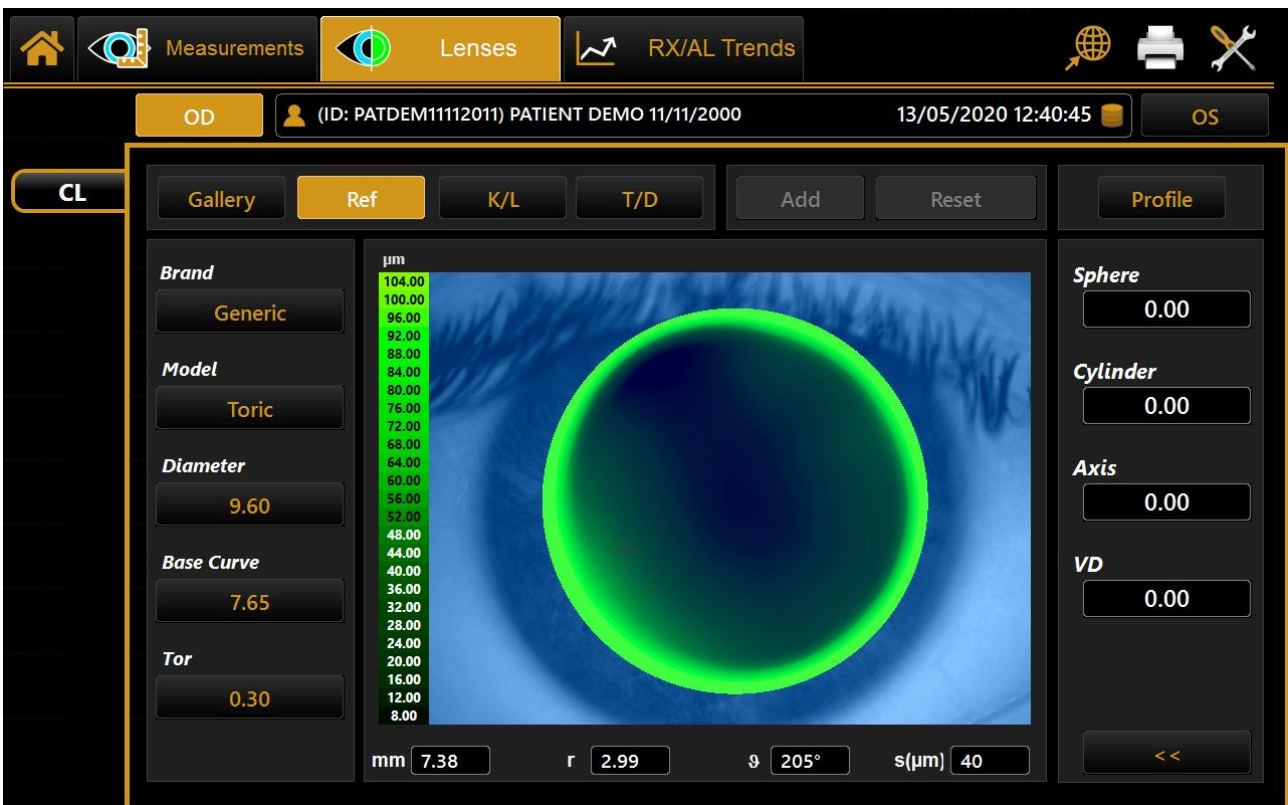 Measurements Lenses RX/AL Trends
OD (ID: PATDEM11112011) PATIENT DEMO 11/11/2000 13/05/2020 12:40:45 OS
CL
Gallery Ref K/L T/D Add Reset Profile
Brand
Generic
Model
Toric
Diameter
9.60
Base Curve
7.65
Tor
0.30
µm
104.00
100.00
96.00
92.00
88.00
84.00
80.00
76.00
72.00
68.00
64.00
60.00
56.00
52.00
48.00
44.00
40.00
36.00
32.00
28.00
24.00
20.00
16.00
12.00
8.00
mm 7.38 r 2.99 ϑ 205° s(µm) 40
Sphere
0.00
Cylinder
0.00
Axis
0.00
VD
0.00
<<